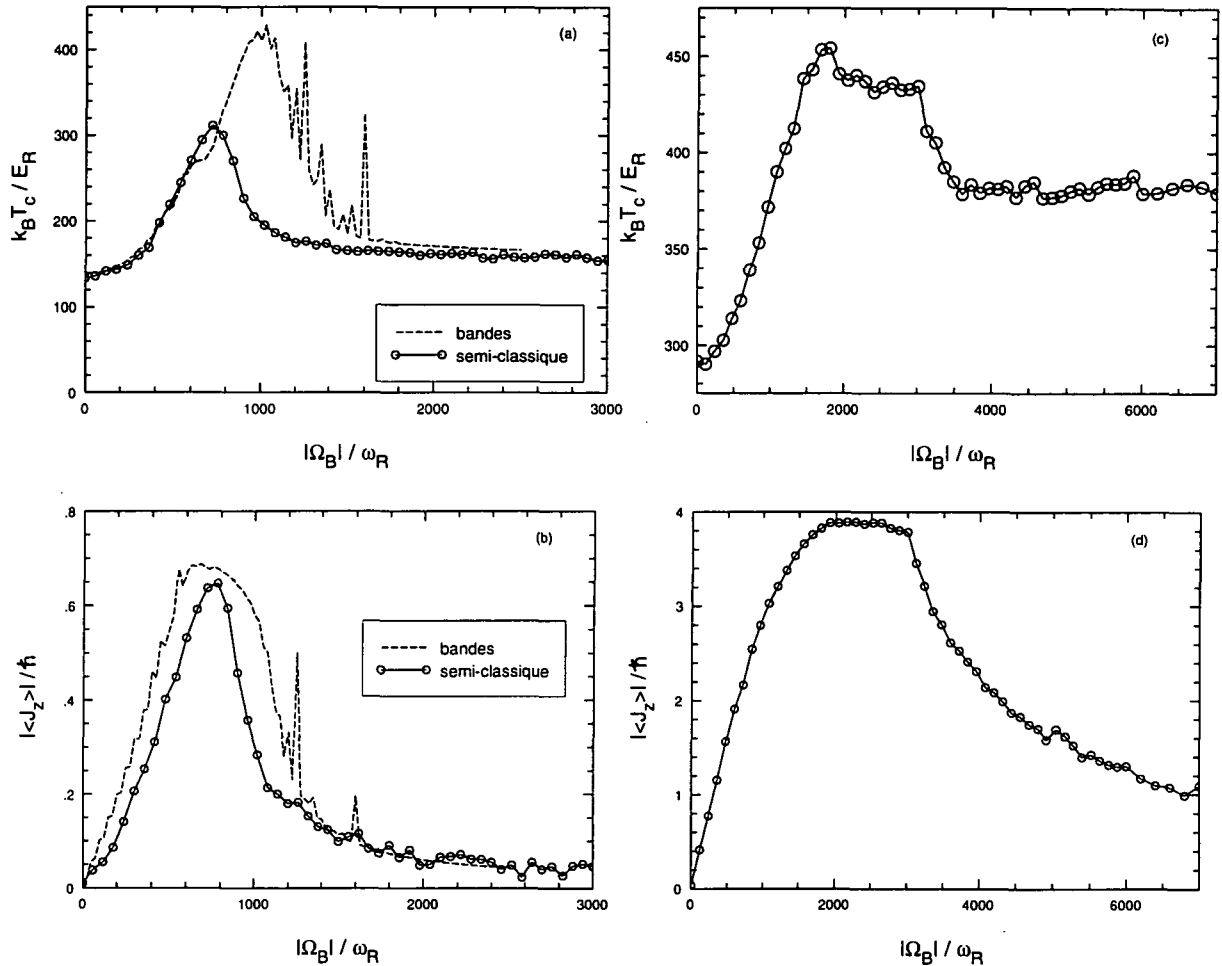 (a)
400
300
200
100
0
k_B T_c / E_R
bandes
semi-classique
0 1000 2000 3000
|Ω_B| / ω_R
(c)
450
400
350
300
k_B T_c / E_R
0 2000 4000 6000
|Ω_B| / ω_R
(b)
.8
.6
.4
.2
0
|<J_z>| / ħ
bandes
semi-classique
0 1000 2000 3000
|Ω_B| / ω_R
(d)
4
3
2
1
0
|<J_z>| / ħ
0 2000 4000 6000
|Ω_B| / ω_R